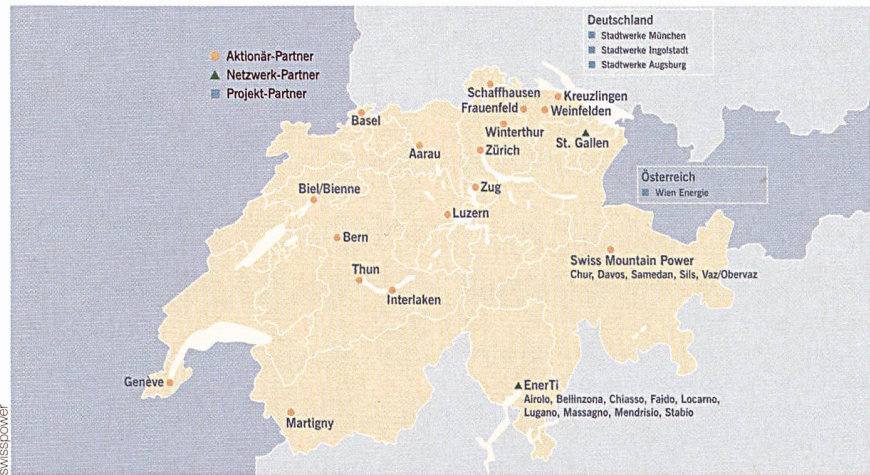 Deutschland
Stadtwerke München
Stadtwerke Ingolstadt
Stadtwerke Augsburg
Aktionär-Partner
Netzwerk-Partner
Projekt-Partner
Schaffhausen
Kreuzlingen
Frauenfeld
Weinfelden
Basel
Winterthur
St. Gallen
Aarau
Zürich
Österreich
Wien Energie
Zug
Biel/Bienne
Luzern
Bern
Swiss Mountain Power
Chur, Davos, Samedan, Sils, Vaz/Obervaz
Thun
Interlaken
Genève
EnerTi
Airolo, Bellinzona, Chiasso, Faido, Locarno,
Lugano, Massagno, Mendrisio, Stabio
Martigny
swisspower